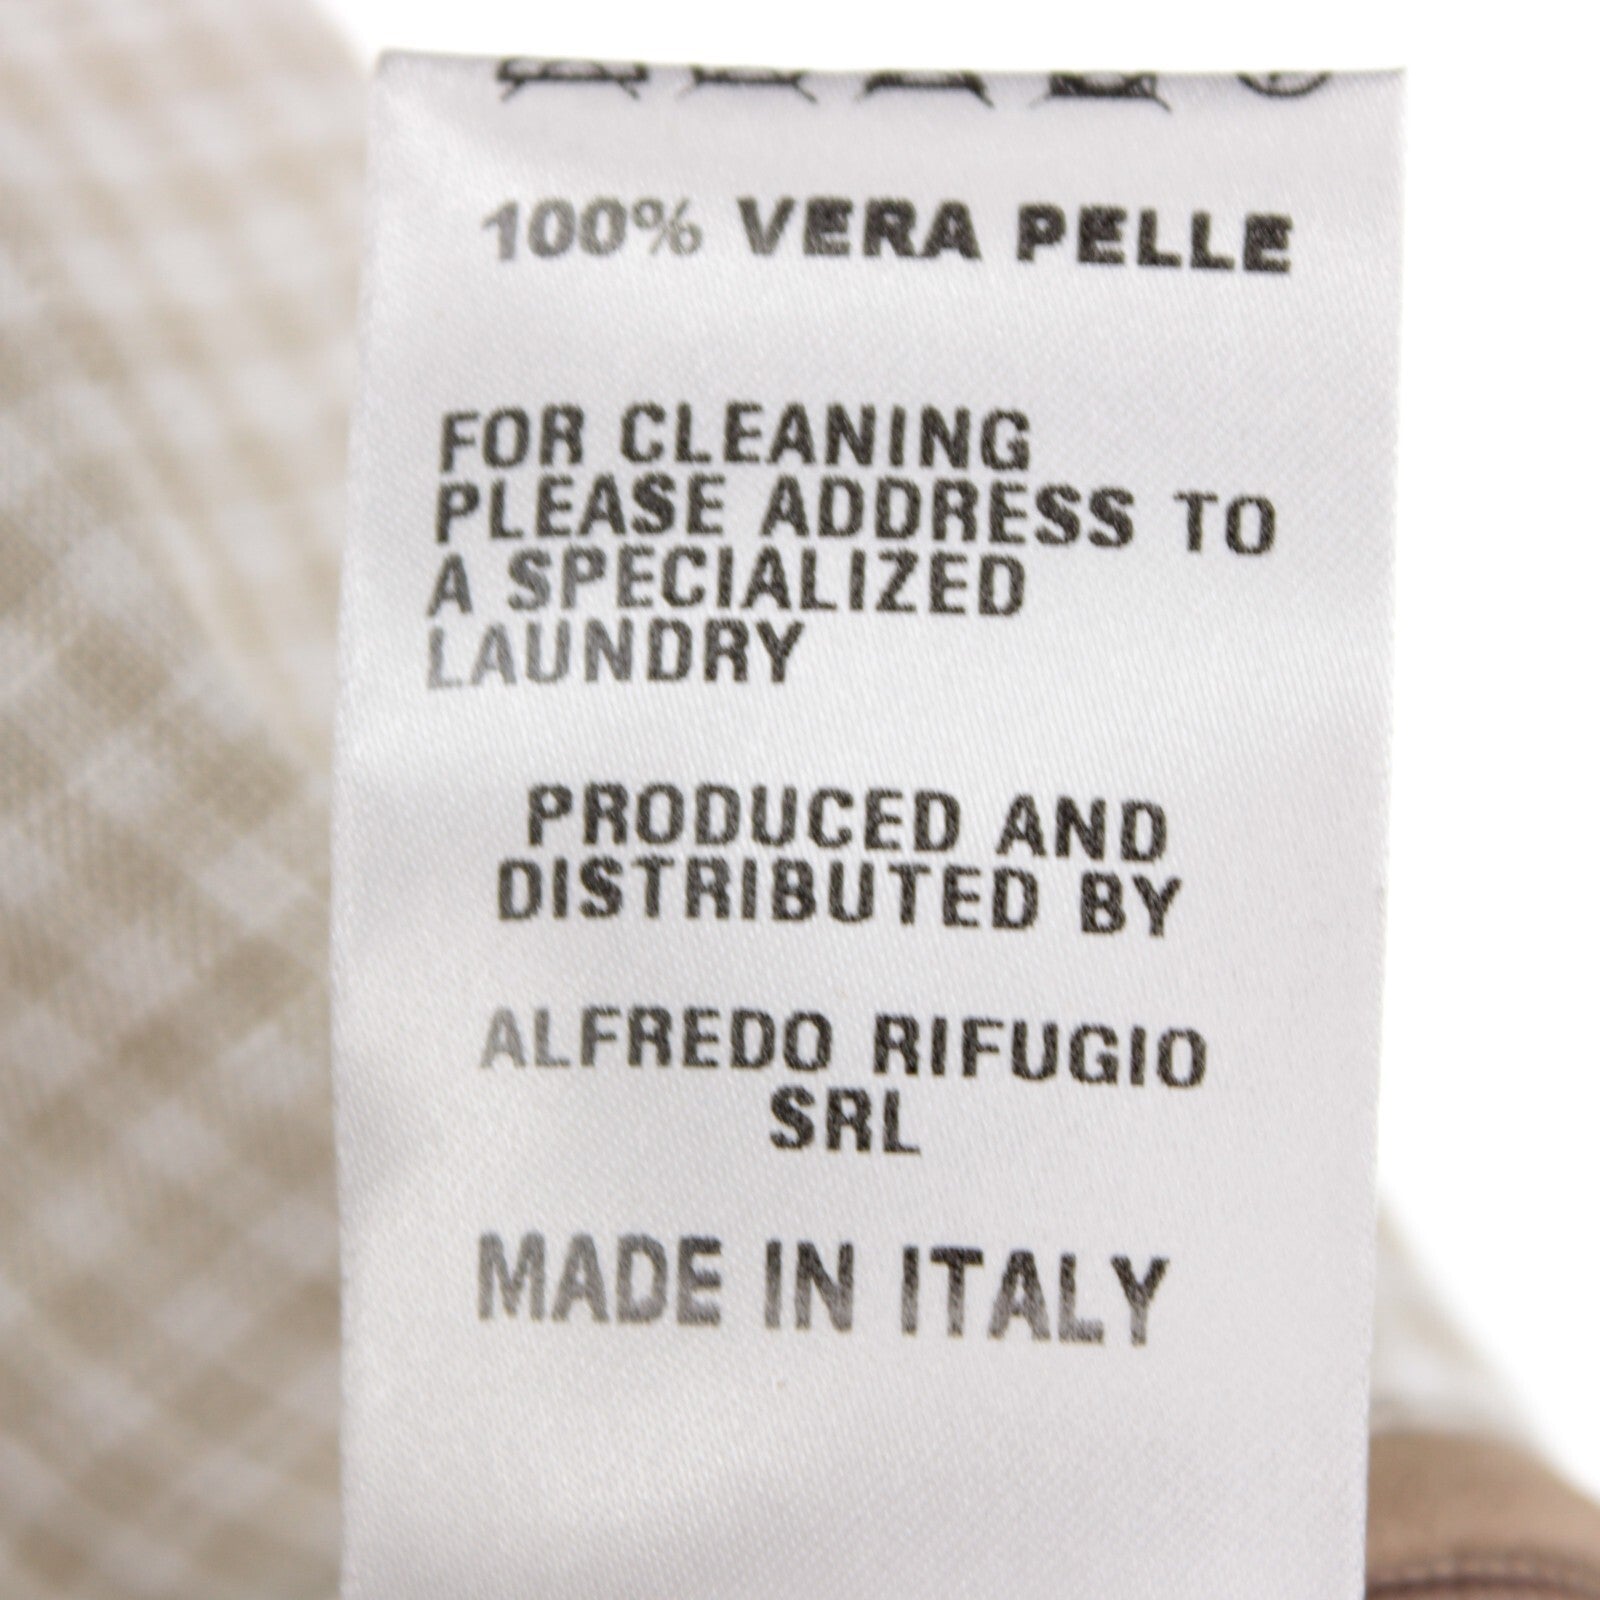 100% VERA PELLE
FOR CLEANING
PLEASE ADDRESS TO
A SPECIALIZED
LAUNDRY
PRODUCED AND
DISTRIBUTED BY
ALFREDO RIFUGIO
SRL
MADE IN ITALY